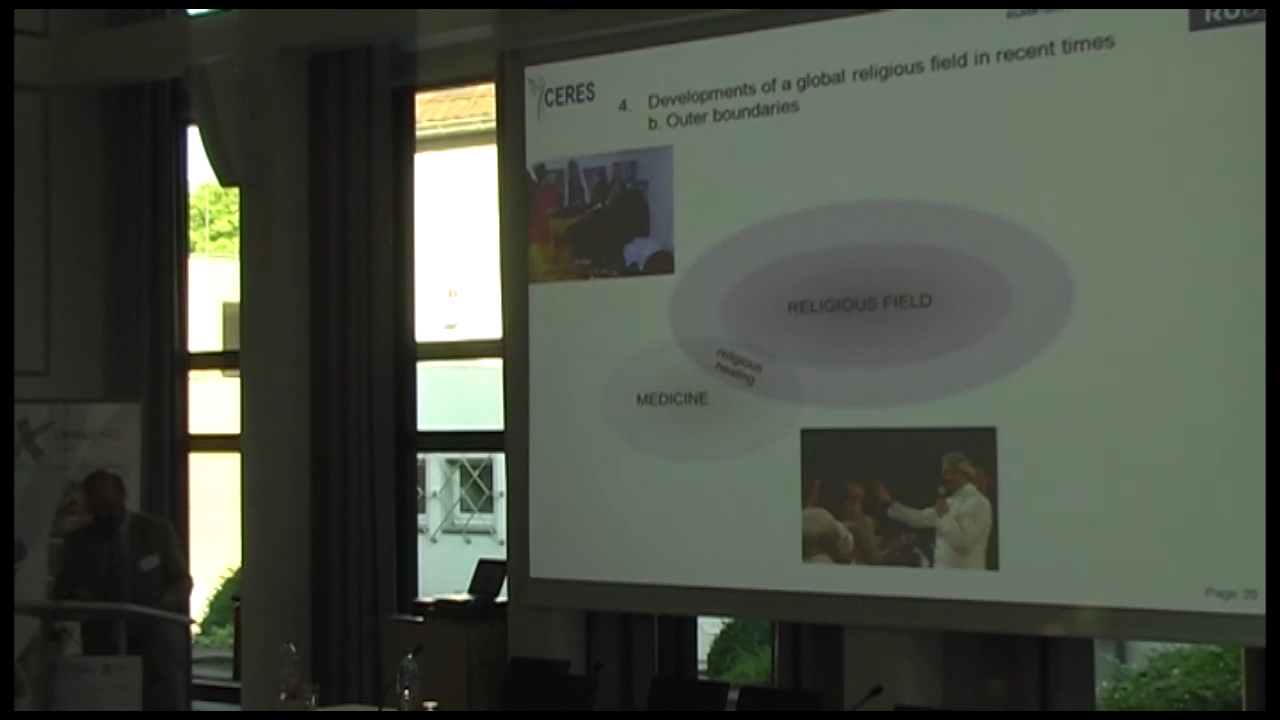 RUB
CERES
4. Developments of a global religious field in recent times
b. Outer boundaries
RELIGIOUS FIELD
religious
healing
MEDICINE
Page 26